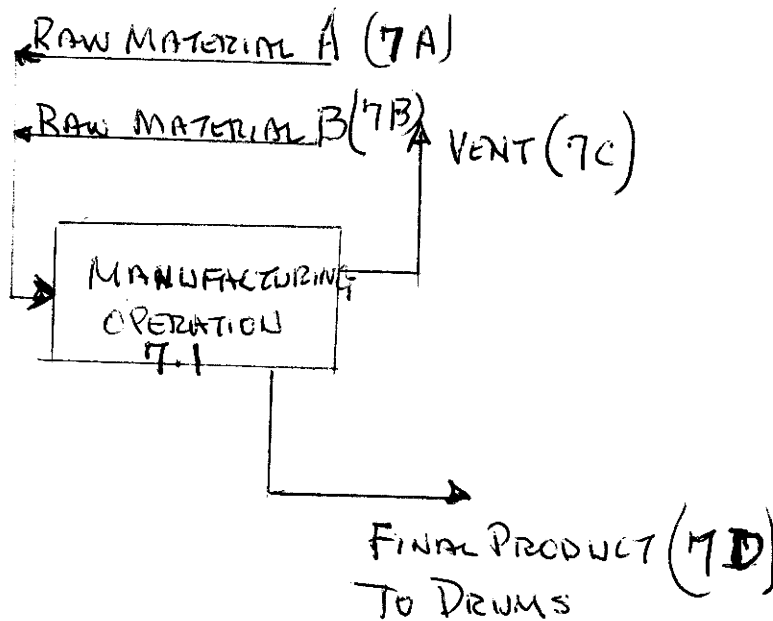 RAW MATERIAL A (7A)
RAW MATERIAL B (7B)
VENT (7C)
MANUFACTURING
OPERATION
7.1
FINAL PRODUCT (7D)
TO DRUMS